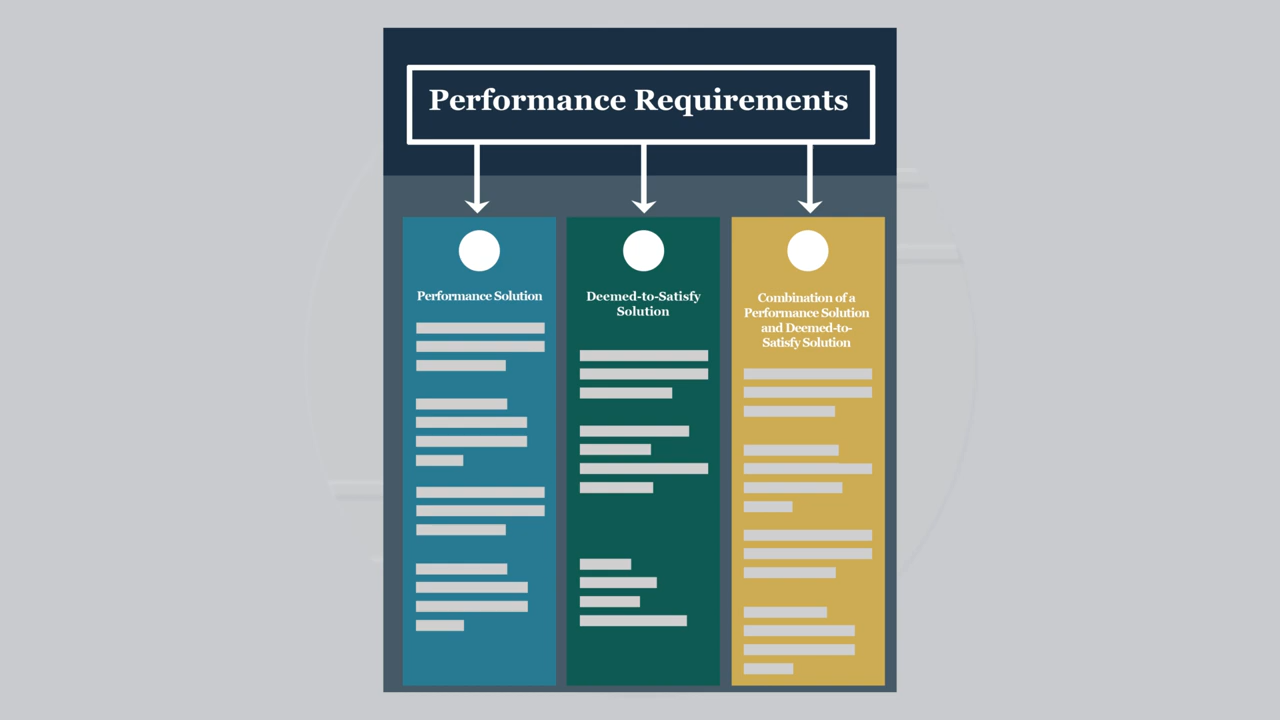 Performance Requirements
Performance Solution
Deemed-to-Satisfy
Solution
Combination of a
Performance Solution
and Deemed-to-
Satisfy Solution